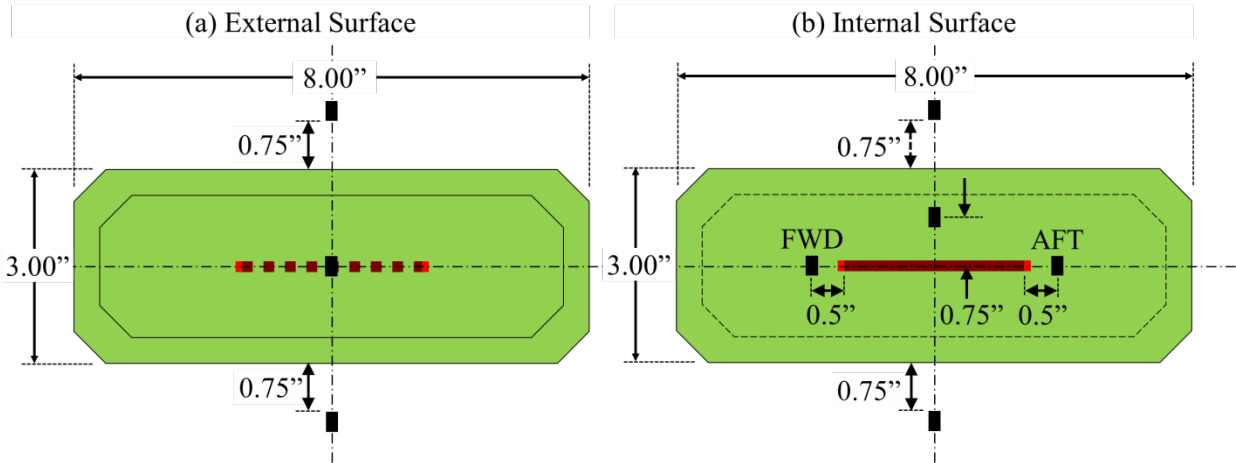 (a) External Surface
8.00”
0.75”
3.00”
0.75”
(b) Internal Surface
8.00”
0.75”
FWD
AFT
3.00”
0.5”
0.75”
0.5”
0.75”